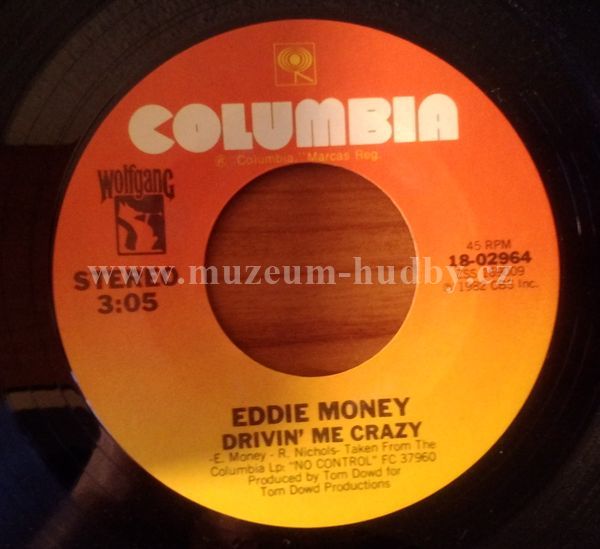 COLUMBIA
® "Columbia," Marcas Reg.
wolfgang
STEREO
3:05
www.muzeum-hudby.cz
45 RPM
18-02964
℗ 1982 CBS Inc.
EDDIE MONEY
DRIVIN' ME CRAZY
-E. Money - R. Nichols- Taken From The
Columbia Lp: "NO CONTROL" FC 37960
Produced by Tom Dowd for
Tom Dowd Productions